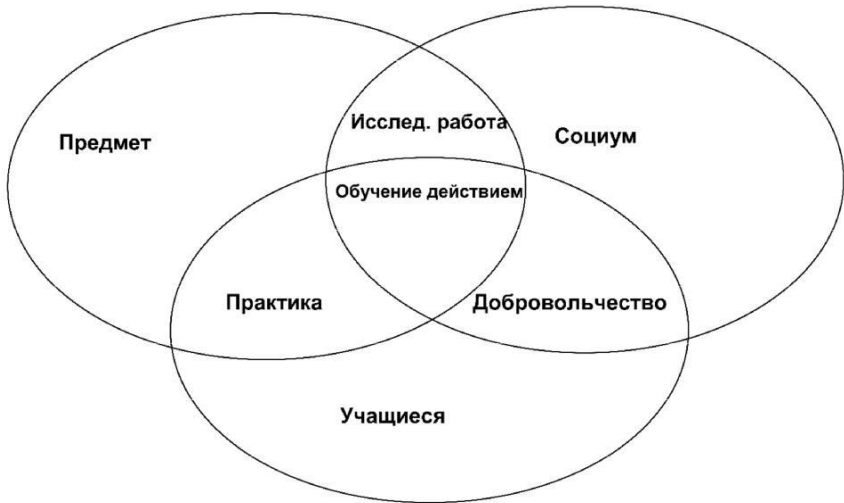 Исслед. работа
Предмет
Социум
Обучение действием
Практика
Добровольчество
Учащиеся